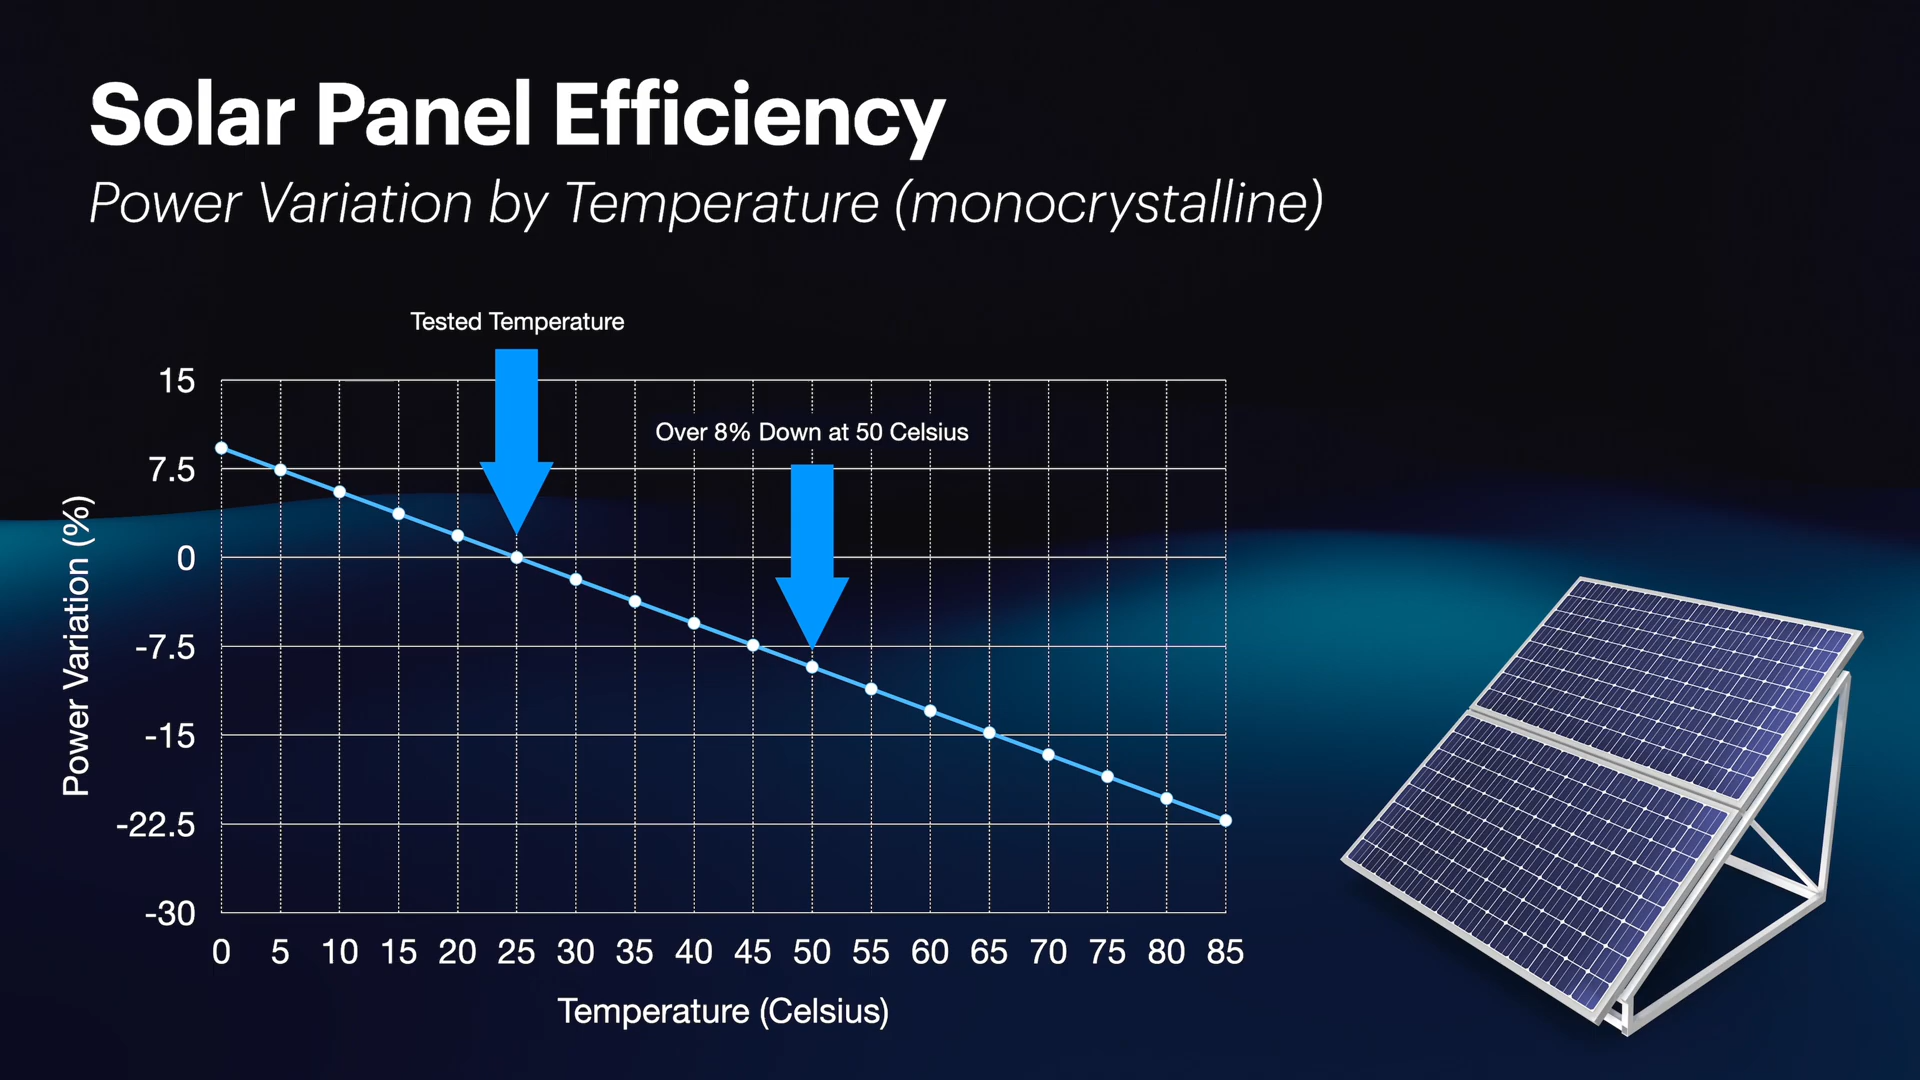 Solar Panel Efficiency
Power Variation by Temperature (monocrystalline)
Tested Temperature
Over 8% Down at 50 Celsius
Power Variation (%)
15
7.5
0
-7.5
-15
-22.5
-30
0 5 10 15 20 25 30 35 40 45 50 55 60 65 70 75 80 85
Temperature (Celsius)